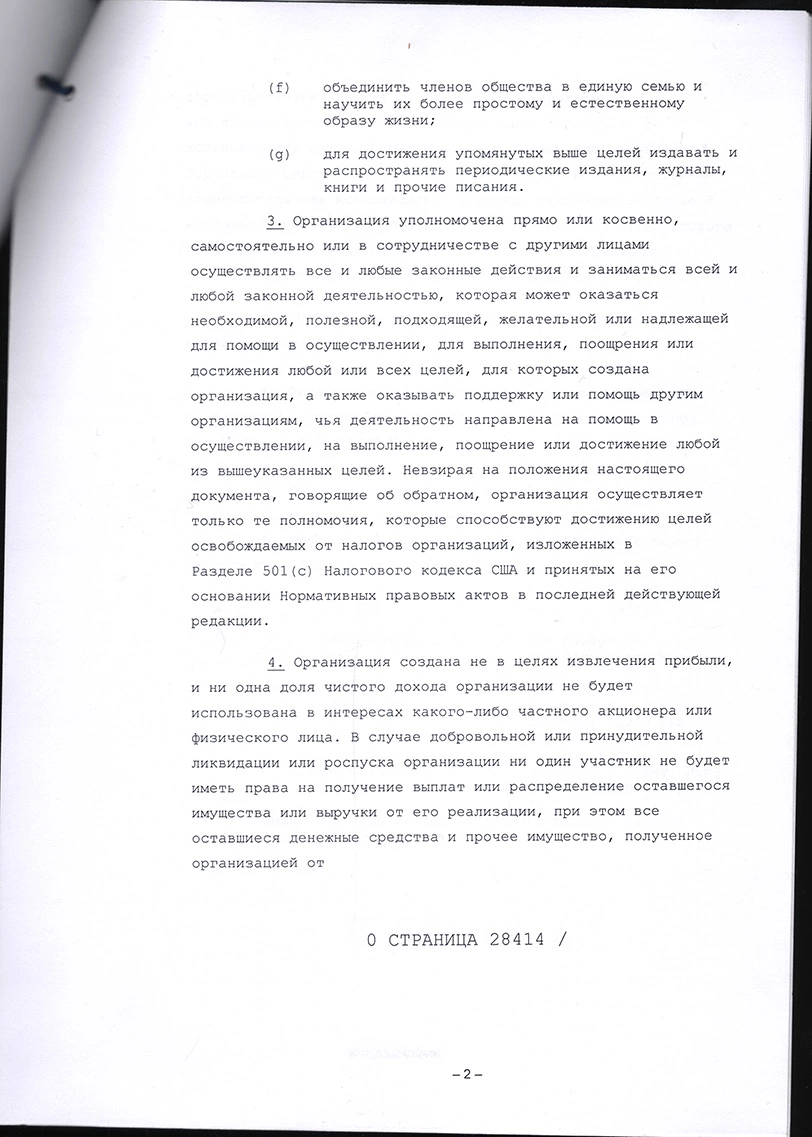 (f) объединить членов общества в единую семью и
научить их более простому и естественному
образу жизни;
(g) для достижения упомянутых выше целей издавать и
распространять периодические издания, журналы,
книги и прочие писания.
3. Организация уполномочена прямо или косвенно,
самостоятельно или в сотрудничестве с другими лицами
осуществлять все и любые законные действия и заниматься всей и
любой законной деятельностью, которая может оказаться
необходимой, полезной, подходящей, желательной или надлежащей
для помощи в осуществлении, для выполнения, поощрения или
достижения любой или всех целей, для которых создана
организация, а также оказывать поддержку или помощь другим
организациям, чья деятельность направлена на помощь в
осуществлении, на выполнение, поощрение или достижение любой
из вышеуказанных целей. Невзирая на положения настоящего
документа, говорящие об обратном, организация осуществляет
только те полномочия, которые способствуют достижению целей
освобождаемых от налогов организаций, изложенных в
Разделе 501(с) Налогового кодекса США и принятых на его
основании Нормативных правовых актов в последней действующей
редакции.
4. Организация создана не в целях извлечения прибыли,
и ни одна доля чистого дохода организации не будет
использована в интересах какого-либо частного акционера или
физического лица. В случае добровольной или принудительной
ликвидации или роспуска организации ни один участник не будет
иметь права на получение выплат или распределение оставшегося
имущества или выручки от его реализации, при этом все
оставшиеся денежные средства и прочее имущество, полученное
организацией от
0 СТРАНИЦА 28414 /
-2-